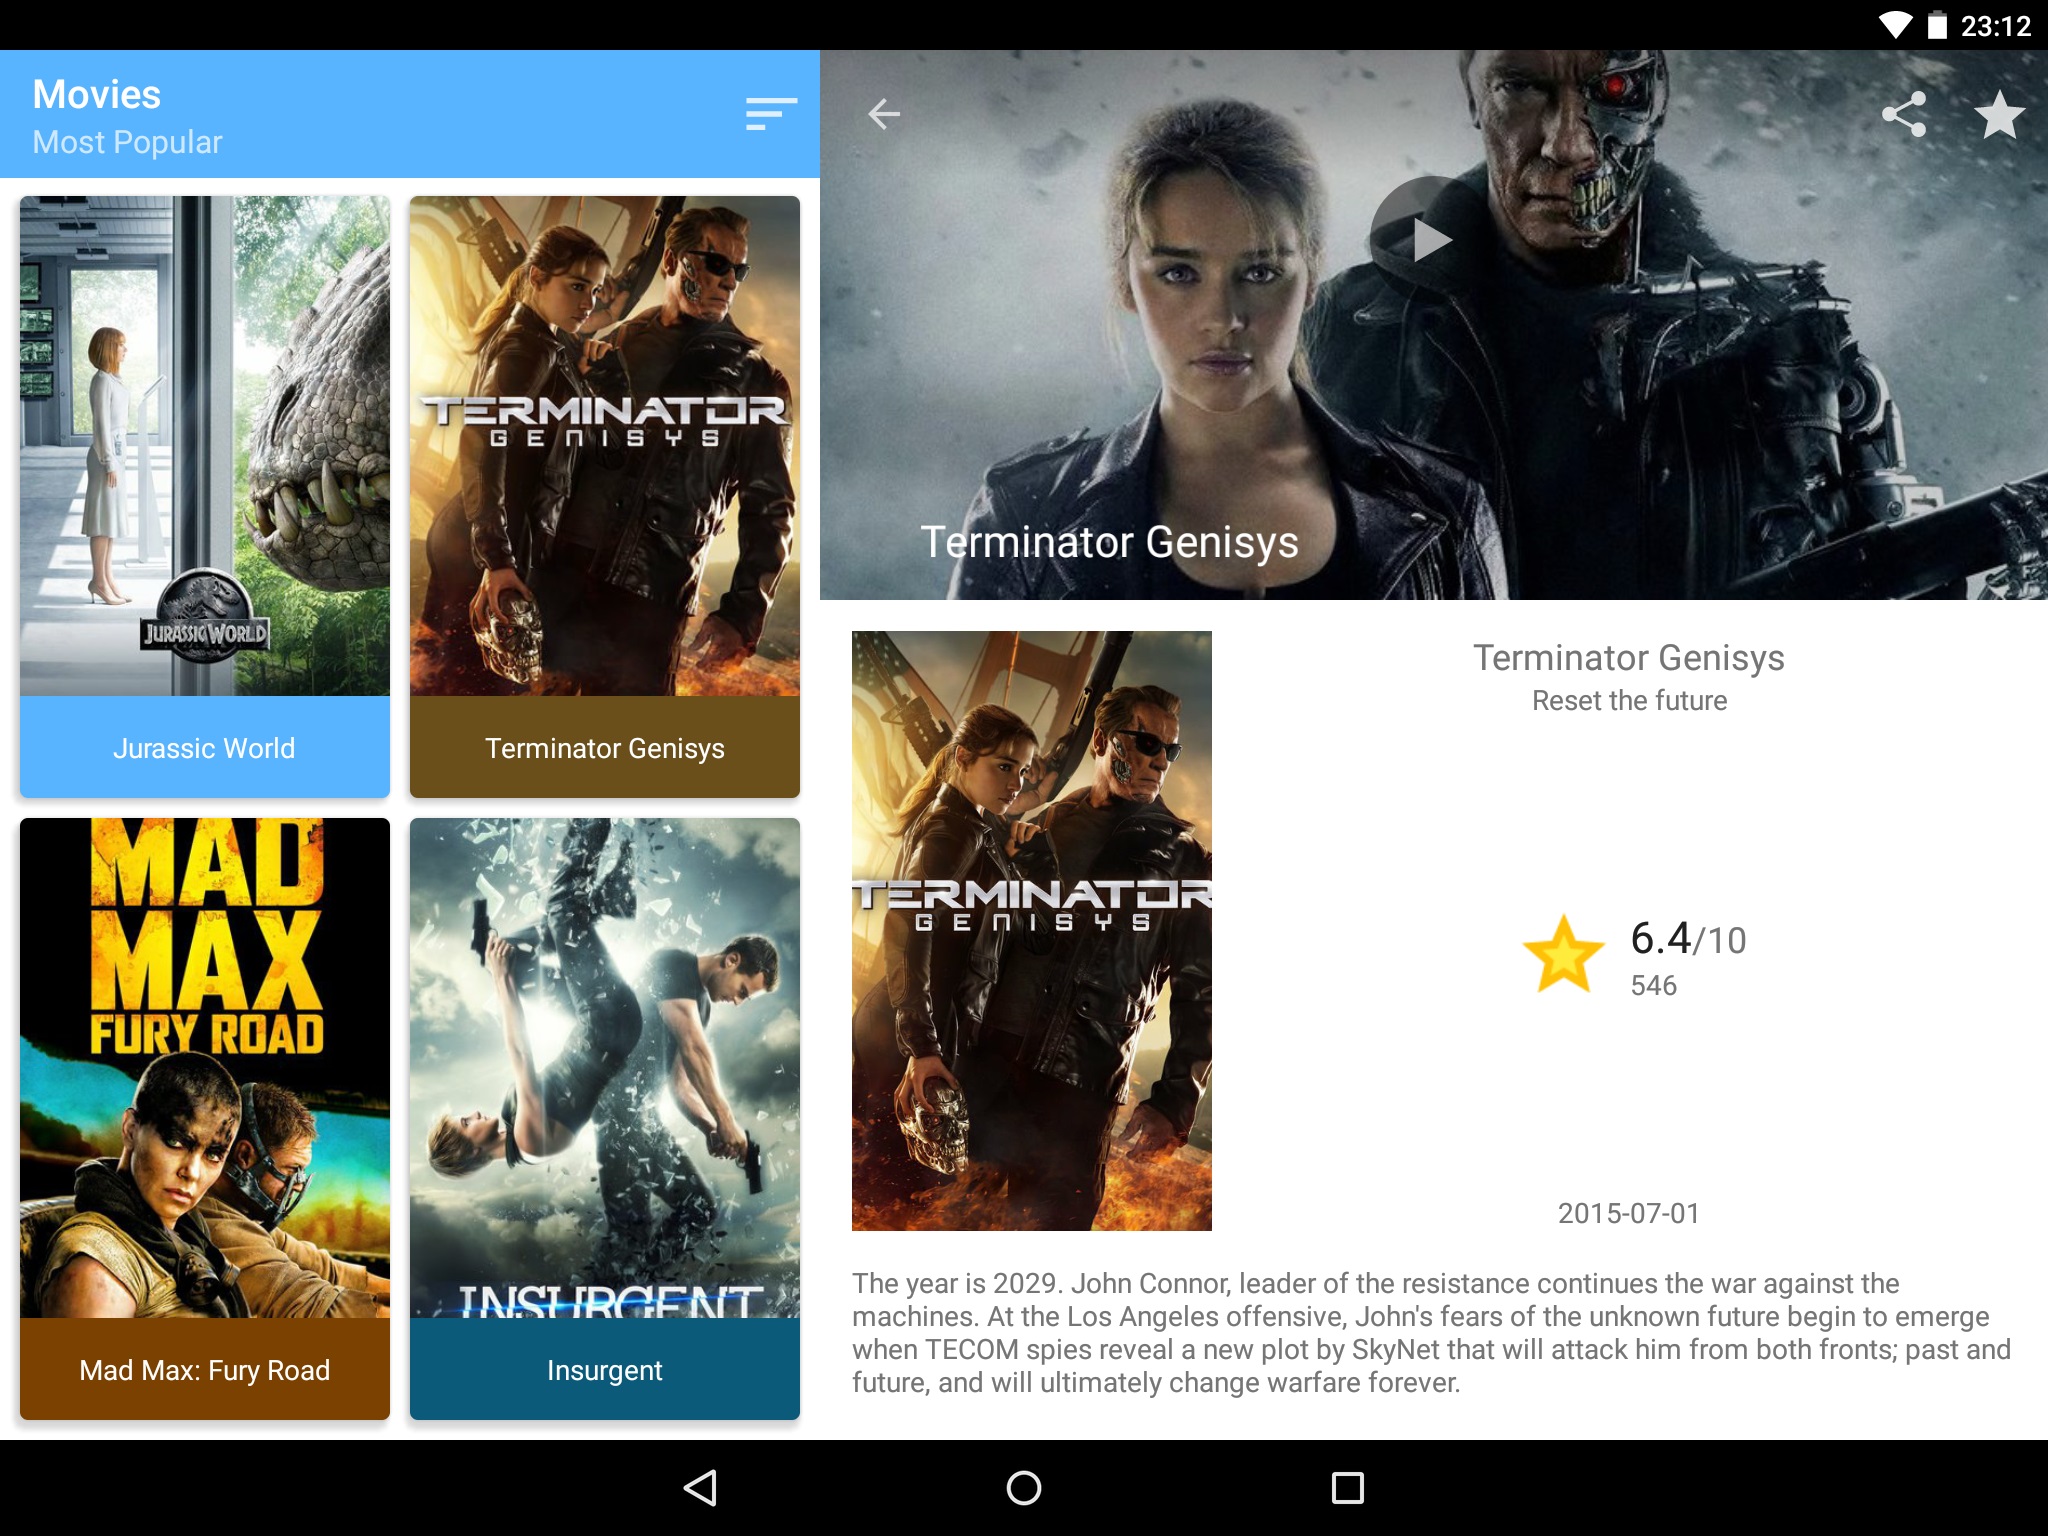 23:12
Movies
Most Popular
JURASSIC WORLD
Jurassic World
TERMINATOR
GENISYS
Terminator Genisys
MAD
MAX
FURY ROAD
Mad Max: Fury Road
INSURGENT
Insurgent
Terminator Genisys
TERMINATOR
GENISYS
Terminator Genisys
Reset the future
6.4/10
546
2015-07-01
The year is 2029. John Connor, leader of the resistance continues the war against the
machines. At the Los Angeles offensive, John's fears of the unknown future begin to emerge
when TECOM spies reveal a new plot by SkyNet that will attack him from both fronts; past and
future, and will ultimately change warfare forever.